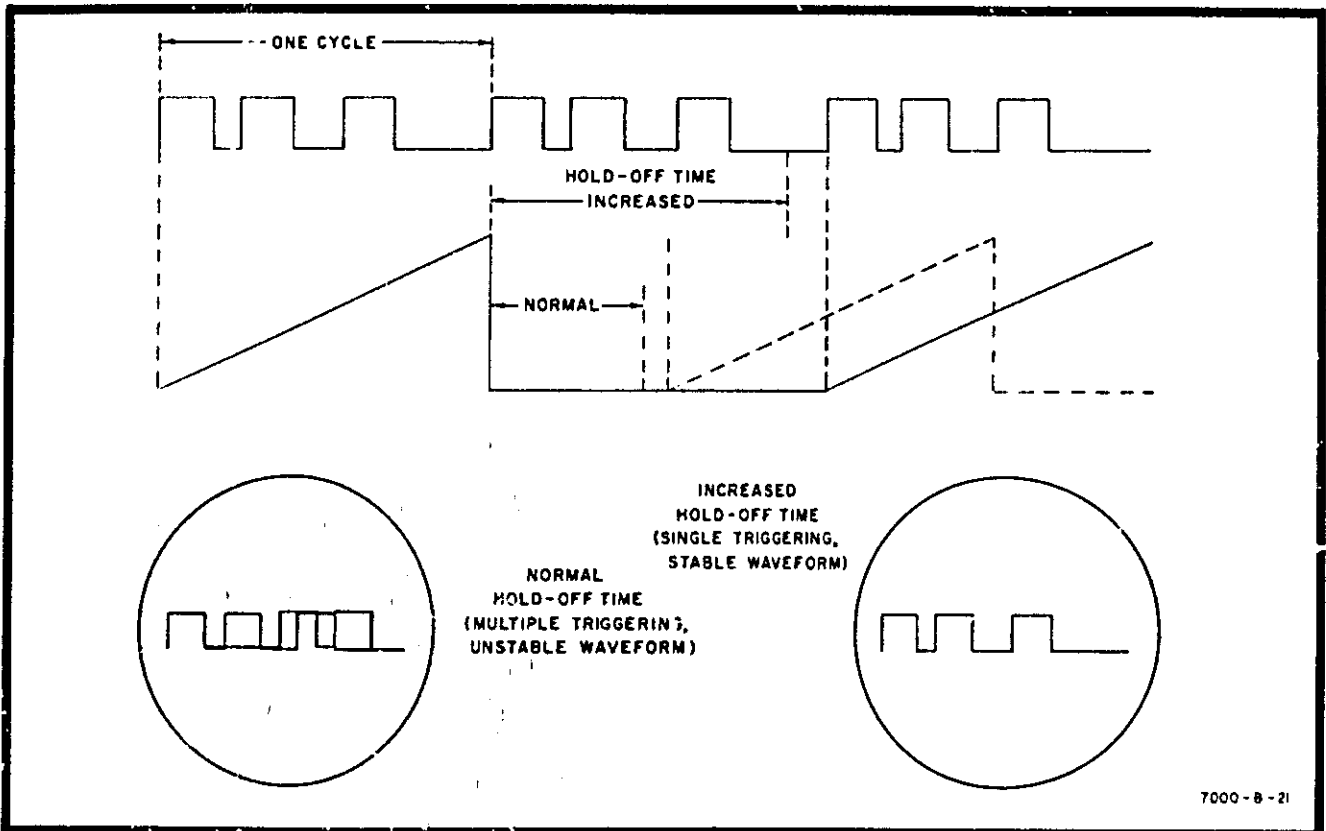 ONE CYCLE
HOLD-OFF TIME
INCREASED
NORMAL
INCREASED
HOLD-OFF TIME
(SINGLE TRIGGERING,
STABLE WAVEFORM)
NORMAL
HOLD-OFF TIME
(MULTIPLE TRIGGERING,
UNSTABLE WAVEFORM)
7000-B-21